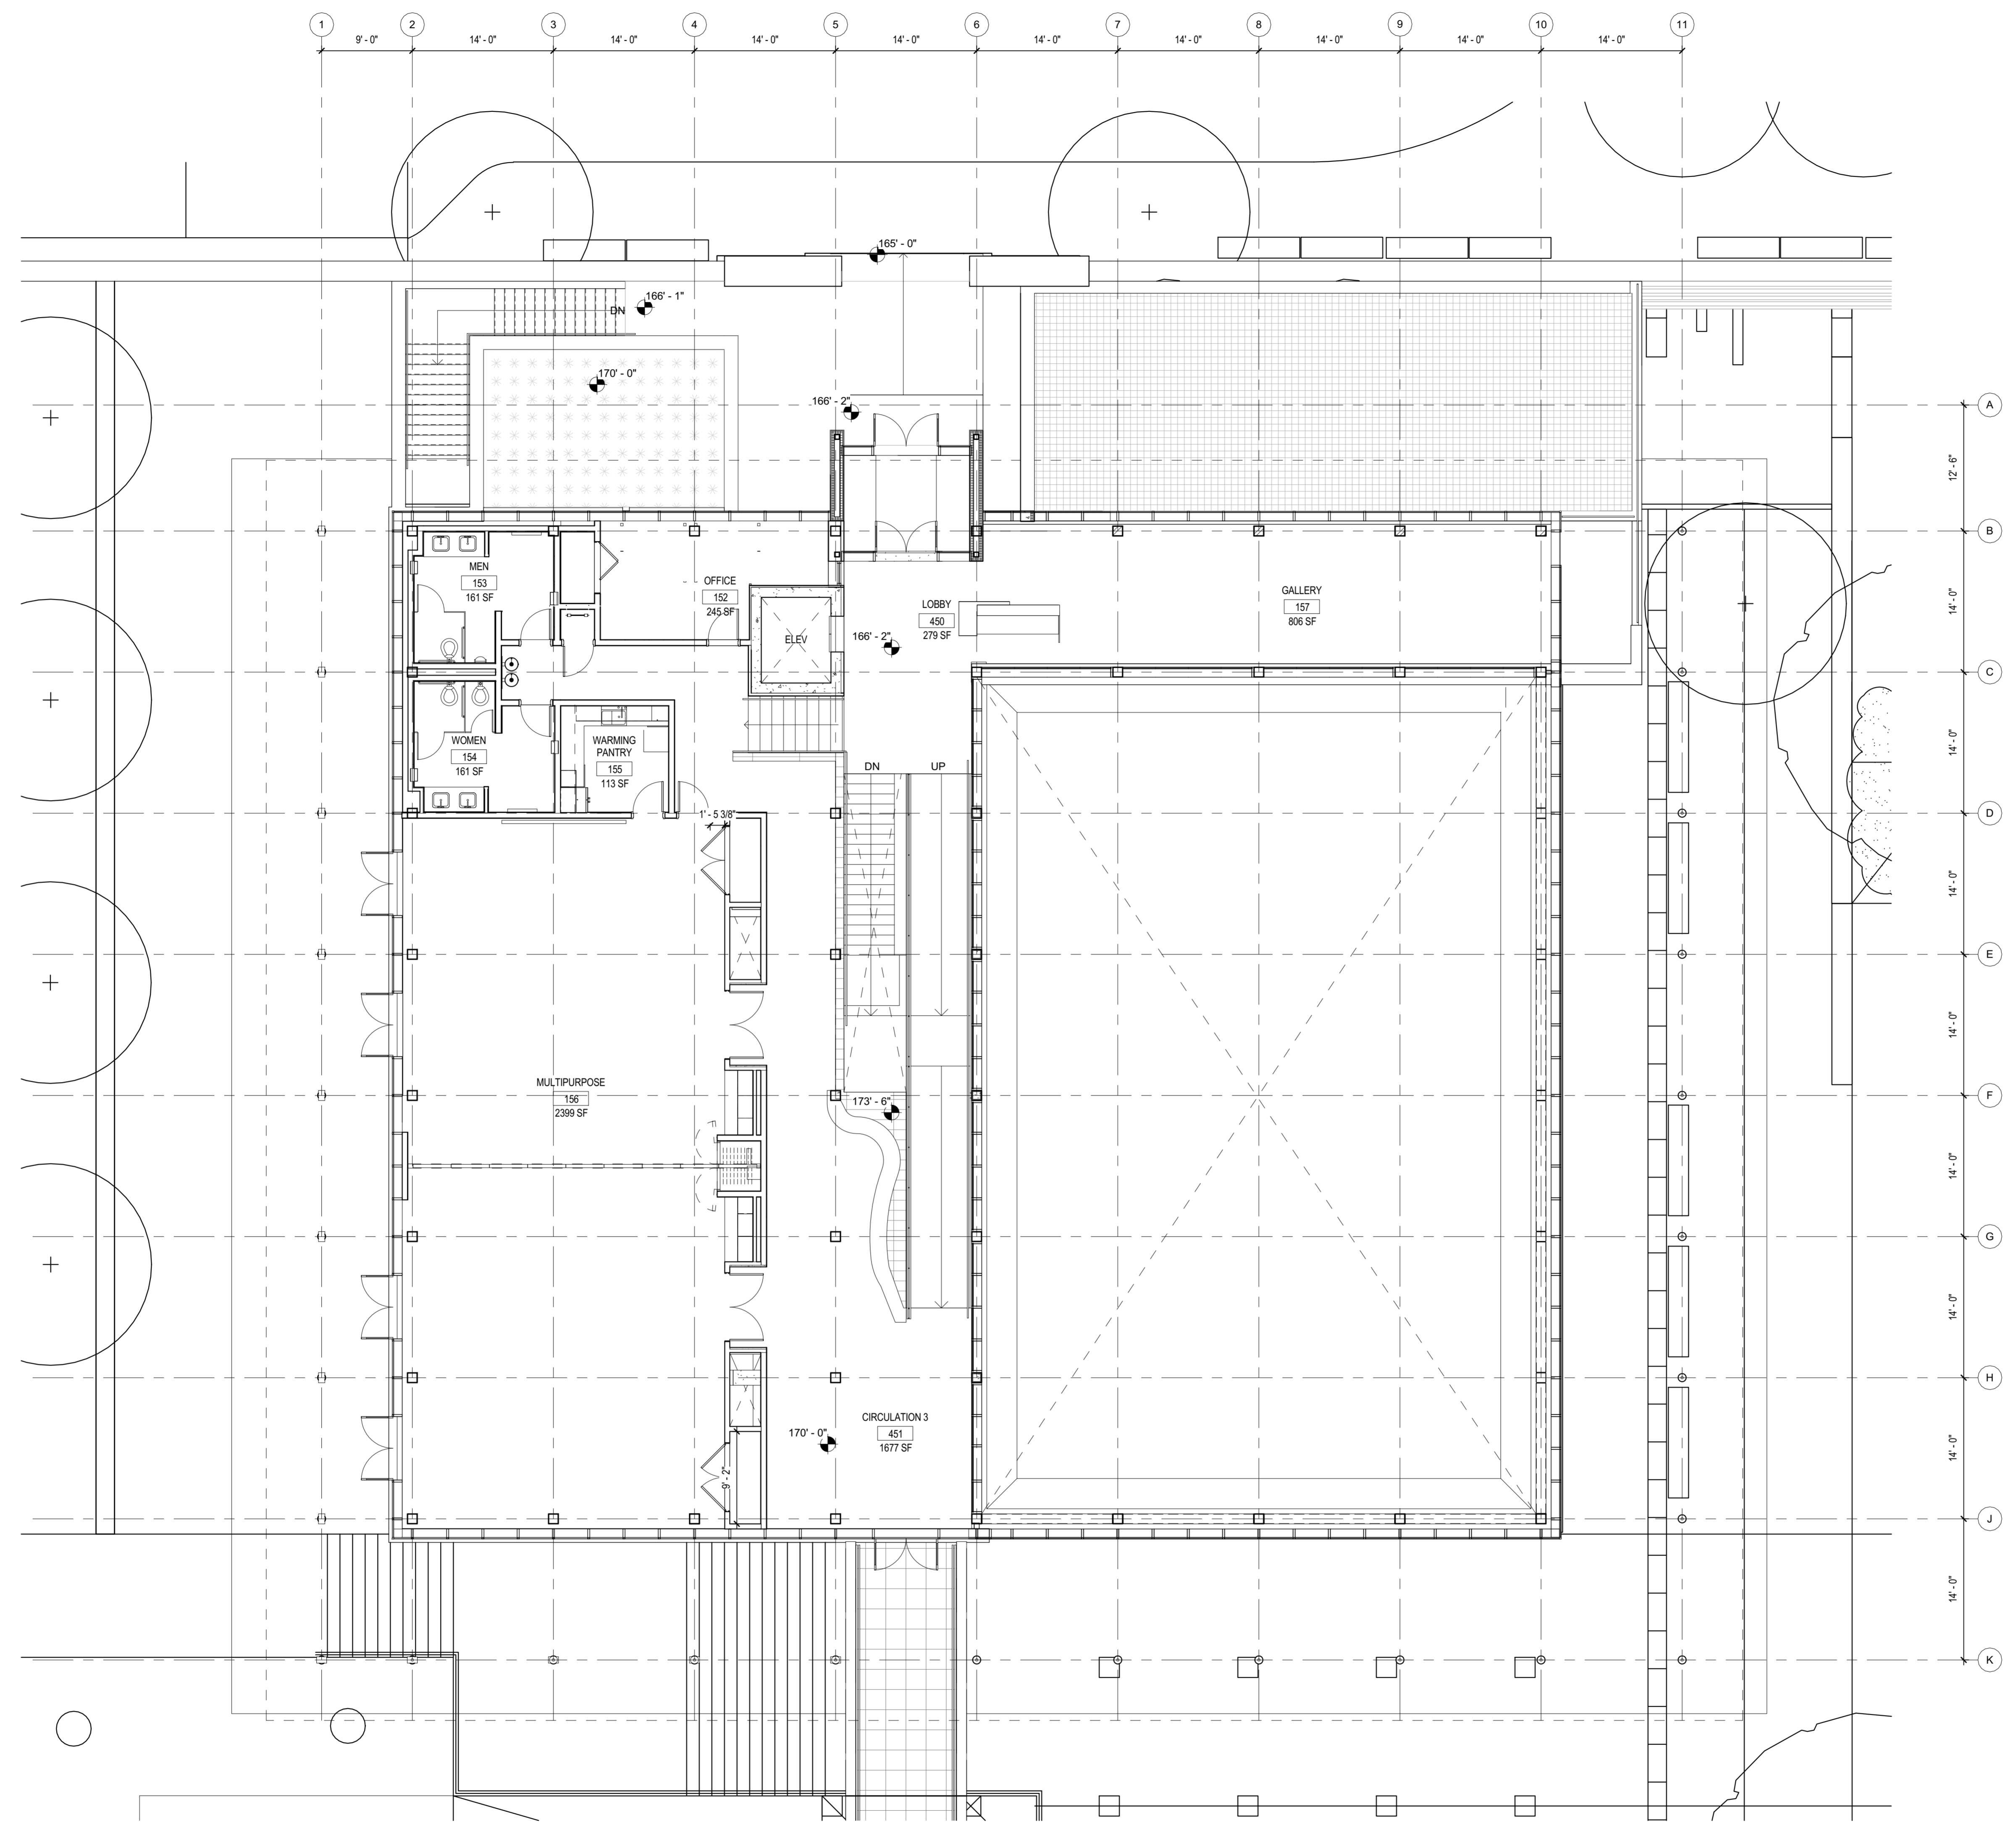 1 2 3 4 5 6 7 8 9 10 11
9' - 0" 14' - 0" 14' - 0" 14' - 0" 14' - 0" 14' - 0" 14' - 0" 14' - 0" 14' - 0" 14' - 0"
165' - 0"
166' - 1"
DN
170' - 0"
166' - 2"
A
12' - 6"
B
MEN
153
161 SF
OFFICE
152
245 SF
ELEV
LOBBY
450
279 SF
166' - 2"
GALLERY
157
806 SF
14' - 0"
C
WOMEN
154
161 SF
WARMING
PANTRY
155
113 SF
DN
UP
14' - 0"
D
1' - 5 3/8"
14' - 0"
E
14' - 0"
MULTIPURPOSE
156
2399 SF
173' - 6"
F
14' - 0"
G
14' - 0"
H
CIRCULATION 3
451
1677 SF
170' - 0"
9' - 2"
14' - 0"
J
14' - 0"
K